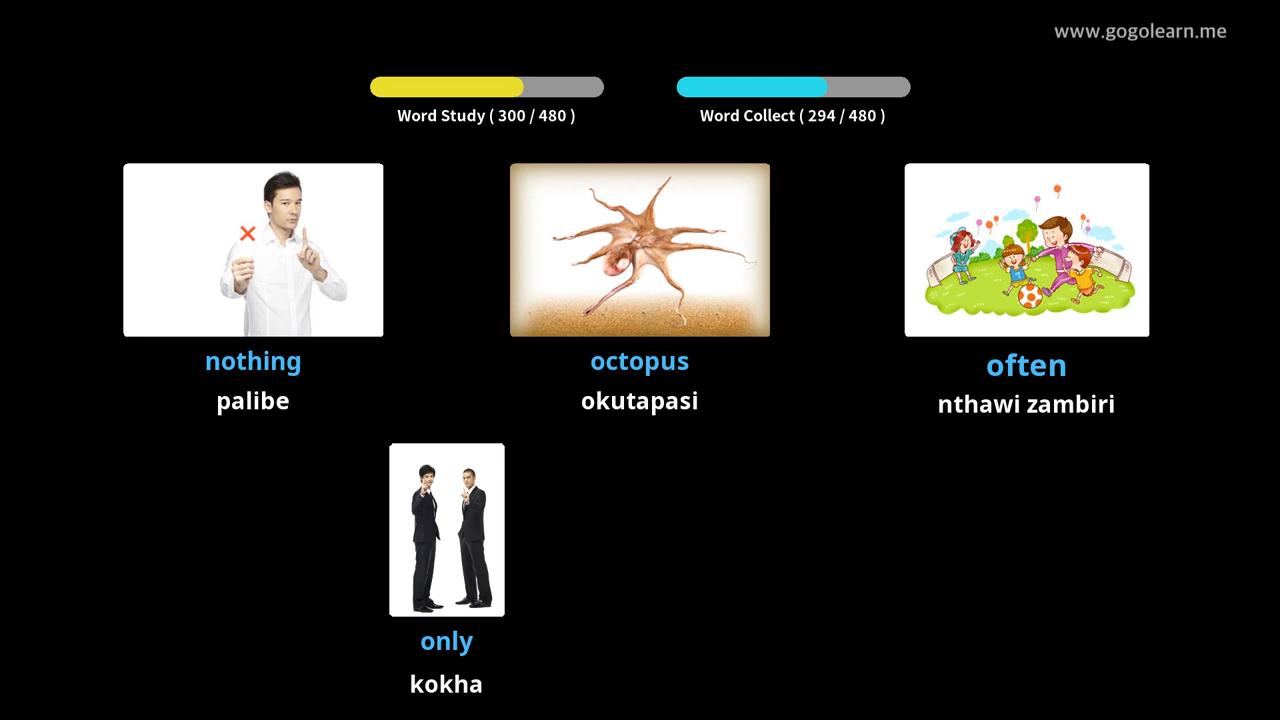 www.gogolearn.me
Word Study ( 300 / 480 )
Word Collect ( 294 / 480 )
nothing
palibe
octopus
okutapasi
often
nthawi zambiri
only
kokha